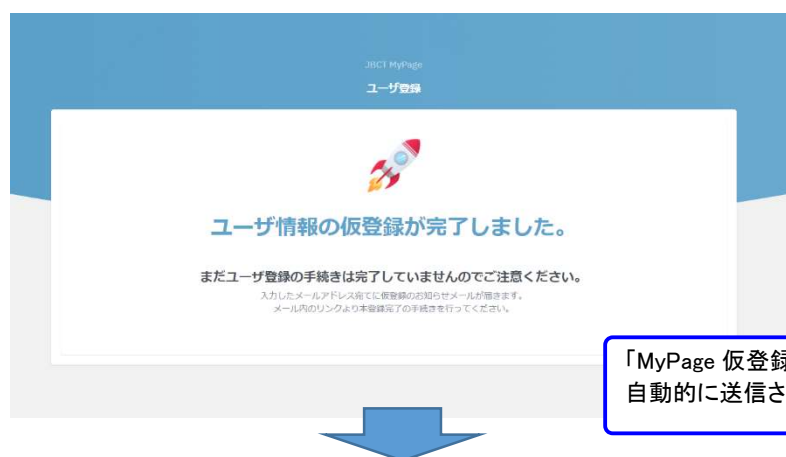 JBCT MyPage
ユーザ登録
ユーザ情報の仮登録が完了しました。
まだユーザ登録の手続きは完了していませんのでご注意ください。
入力したメールアドレス宛てに仮登録のお知らせメールが届きます。
メール内のリンクより本登録完了の手続きを行ってください。
「MyPage 仮登録
自動的に送信さ